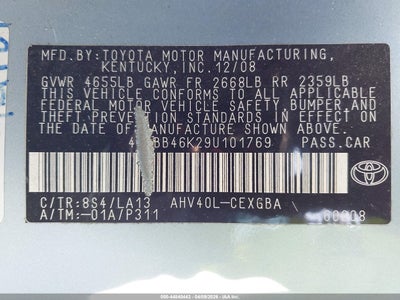 MFD.BY:TOYOTA MOTOR MANUFACTURING,
KENTUCKY,INC.12/08
GVWR 4655LB GAWR FR 2668LB RR 2359LB
THIS VEHICLE CONFORMS TO ALL APPLICABLE
FEDERAL MOTOR VEHICLE SAFETY,BUMPER,AND
THEFT PREVENTION STANDARDS IN EFFECT ON
THE DATE OF MANUFACTURE SHOWN ABOVE.
BB46K29U101769 PASS.CAR
C/TR:8S4/LA13 AHV40L-CEXGBA
A/TM:-01A/P311
TOYOTA